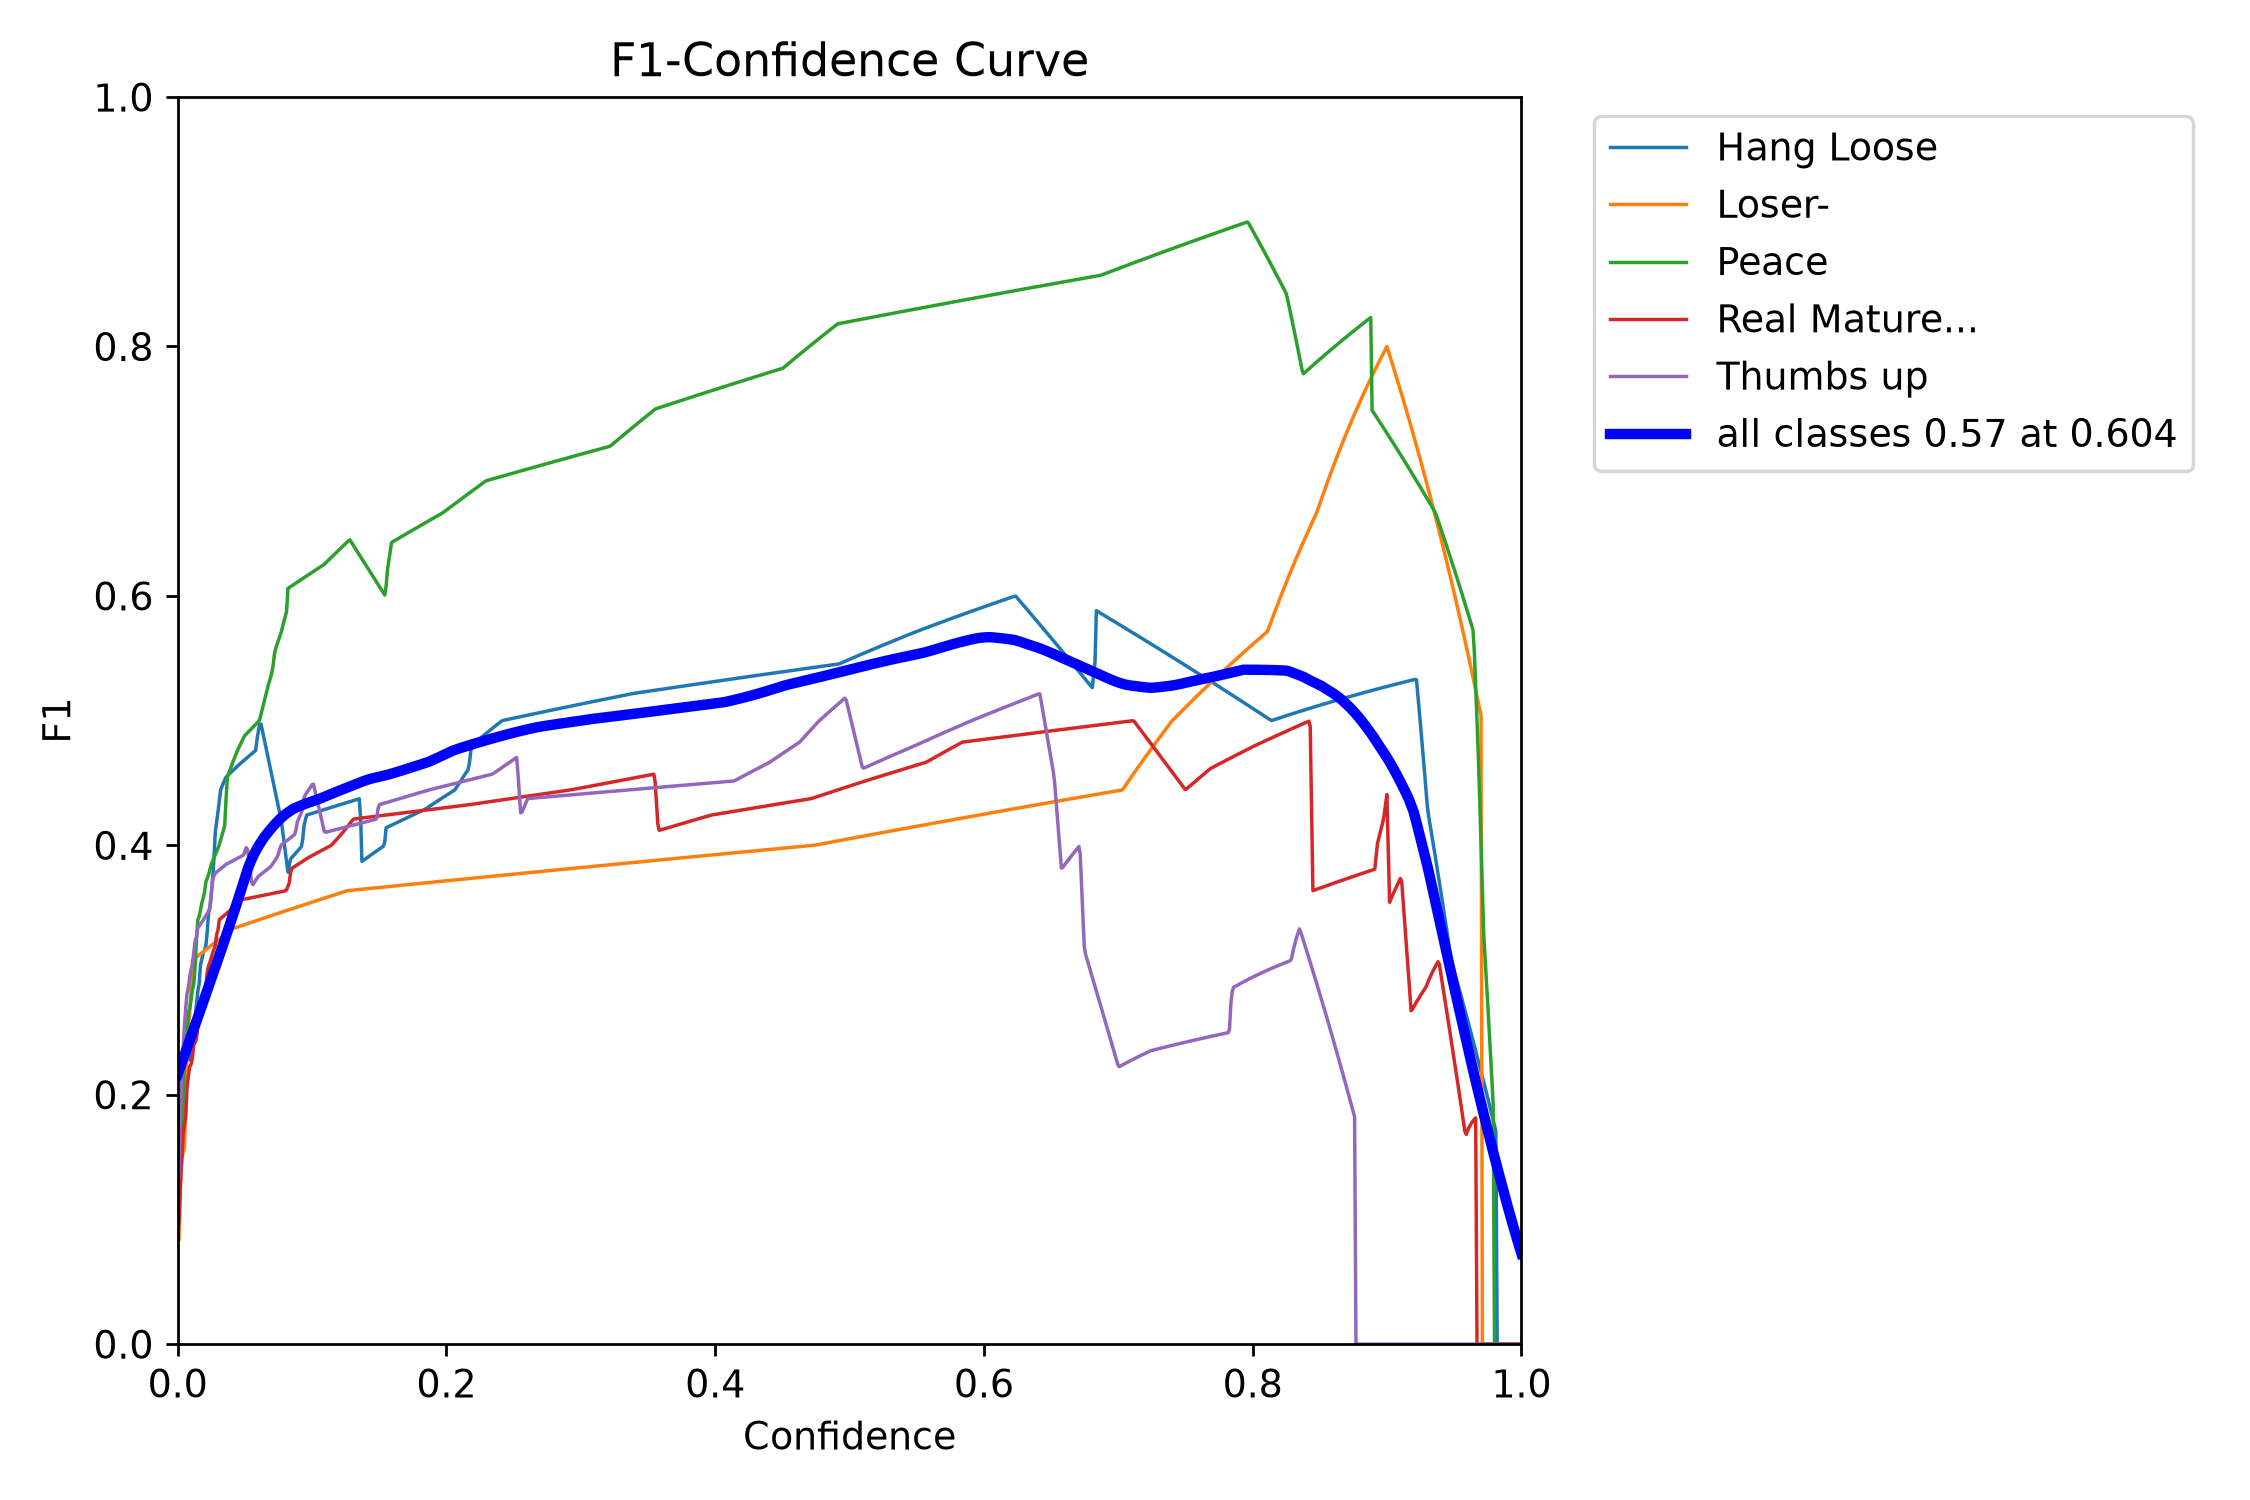 F1-Confidence Curve
F1
1.0
0.8
0.6
0.4
0.2
0.0
0.0 0.2 0.4 0.6 0.8 1.0
Confidence
Hang Loose
Loser-
Peace
Real Mature...
Thumbs up
all classes 0.57 at 0.604